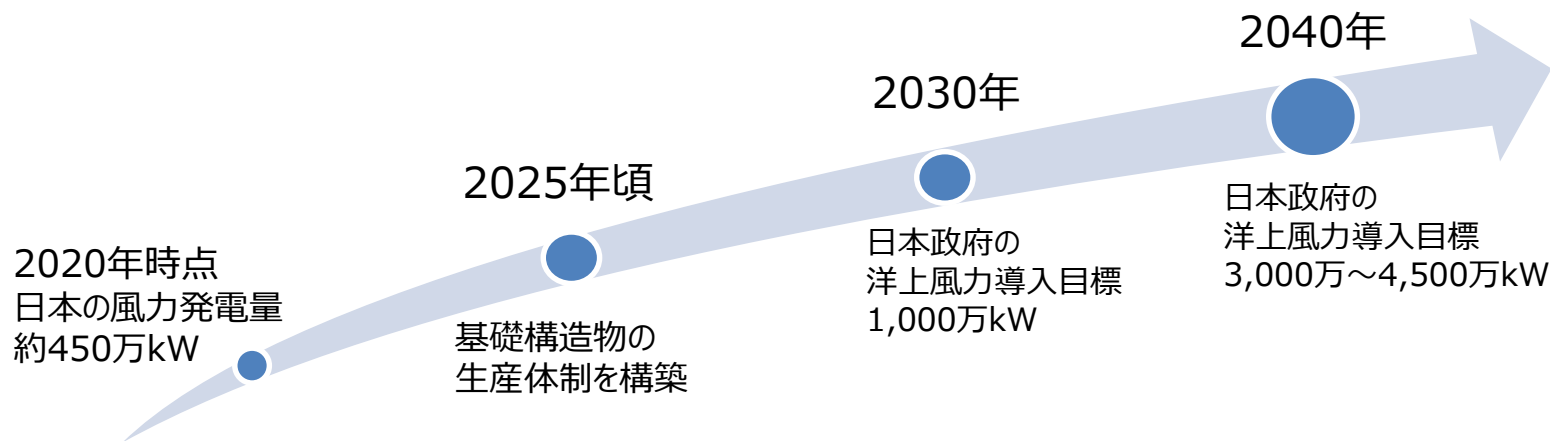 2020年時点
日本の風力発電量
約450万kW
2025年頃
基礎構造物の
生産体制を構築
2030年
日本政府の
洋上風力導入目標
1,000万kW
2040年
日本政府の
洋上風力導入目標
3,000万～4,500万kW